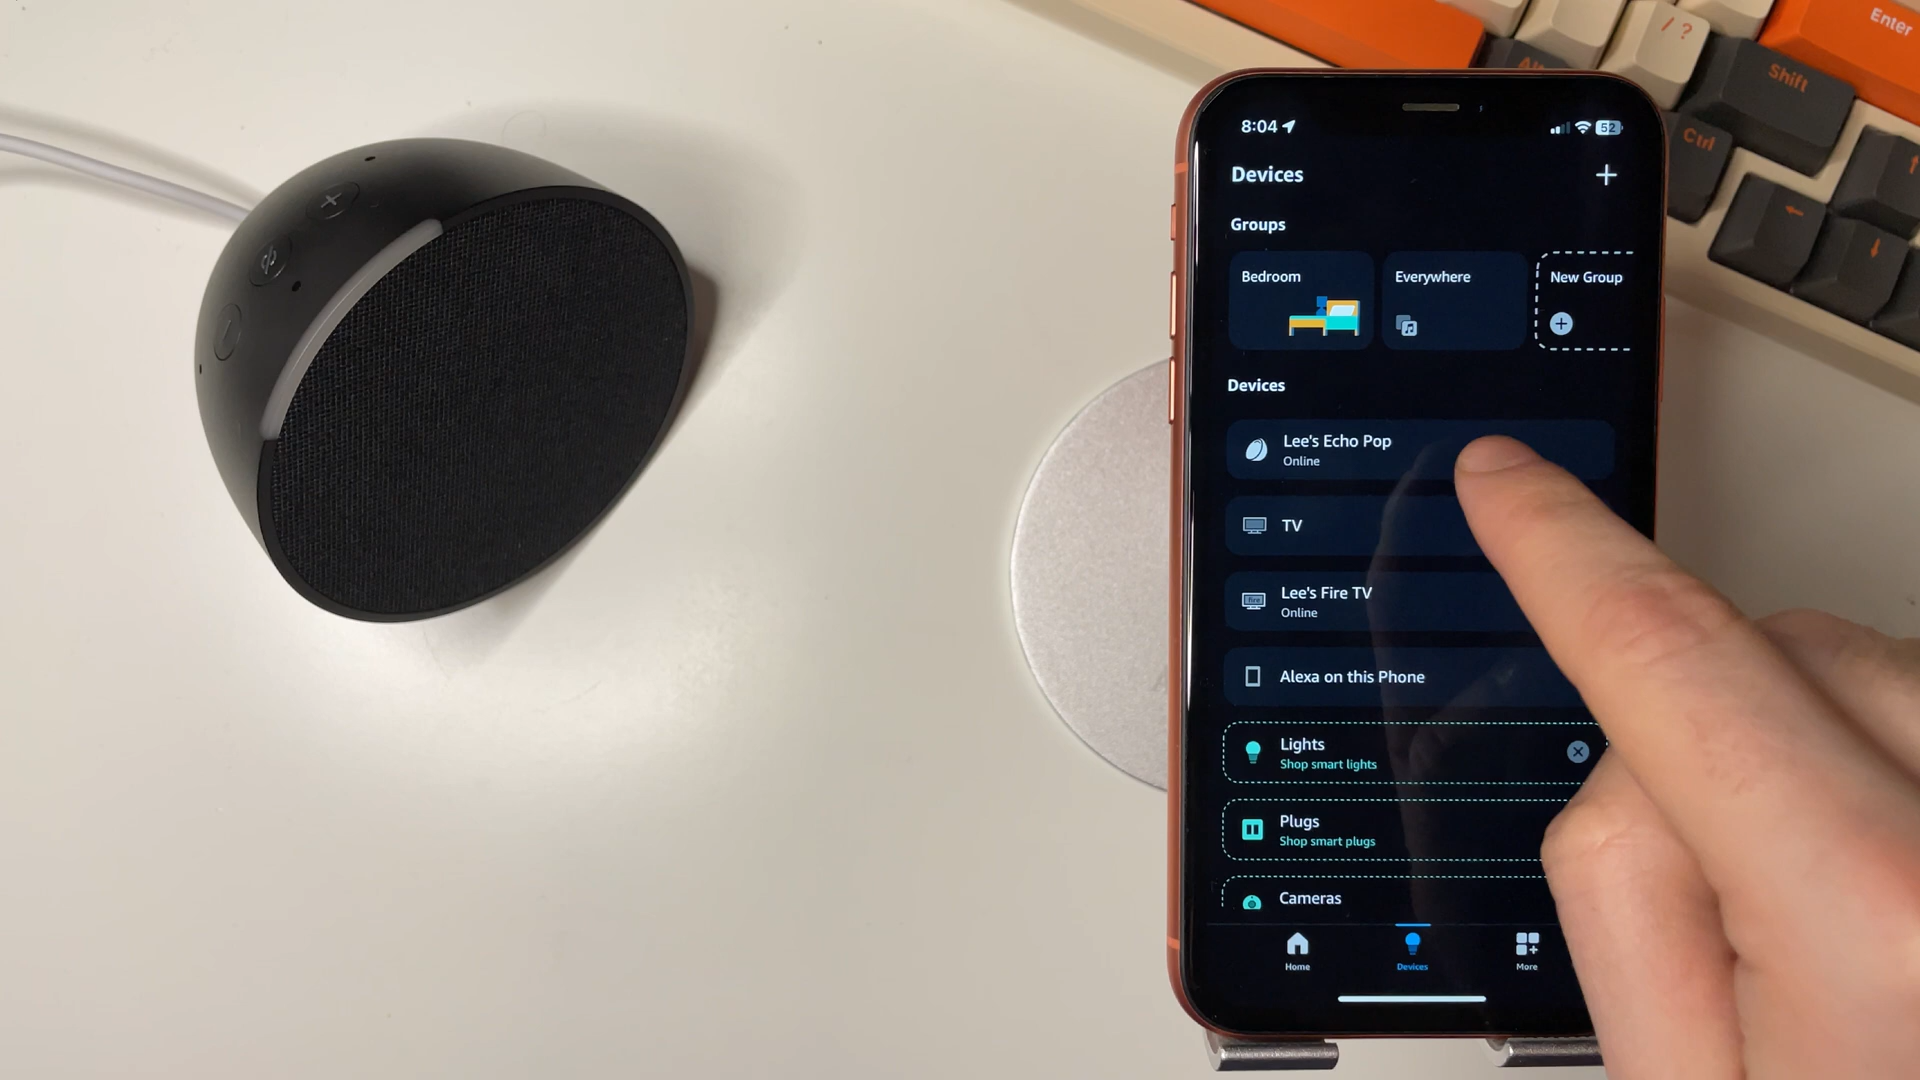 Enter
/ ?
Shift
Ctrl
8:04
52
Devices
+
Groups
Bedroom
Everywhere
New Group
Devices
Lee's Echo Pop
Online
TV
Lee's Fire TV
Online
Alexa on this Phone
Lights
Shop smart lights
Plugs
Shop smart plugs
Cameras
Home
Devices
More